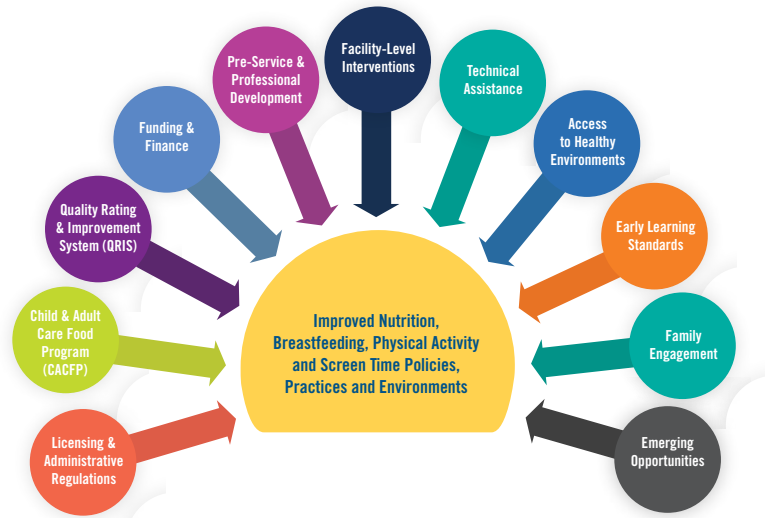 Facility-Level
Interventions
Pre-Service &
Professional
Development
Technical
Assistance
Funding &
Finance
Access
to Healthy
Environments
Quality Rating
& Improvement
System (QRIS)
Early Learning
Standards
Child & Adult
Care Food
Program
(CACFP)
Improved Nutrition,
Breastfeeding, Physical Activity
and Screen Time Policies,
Practices and Environments
Family
Engagement
Licensing &
Administrative
Regulations
Emerging
Opportunities